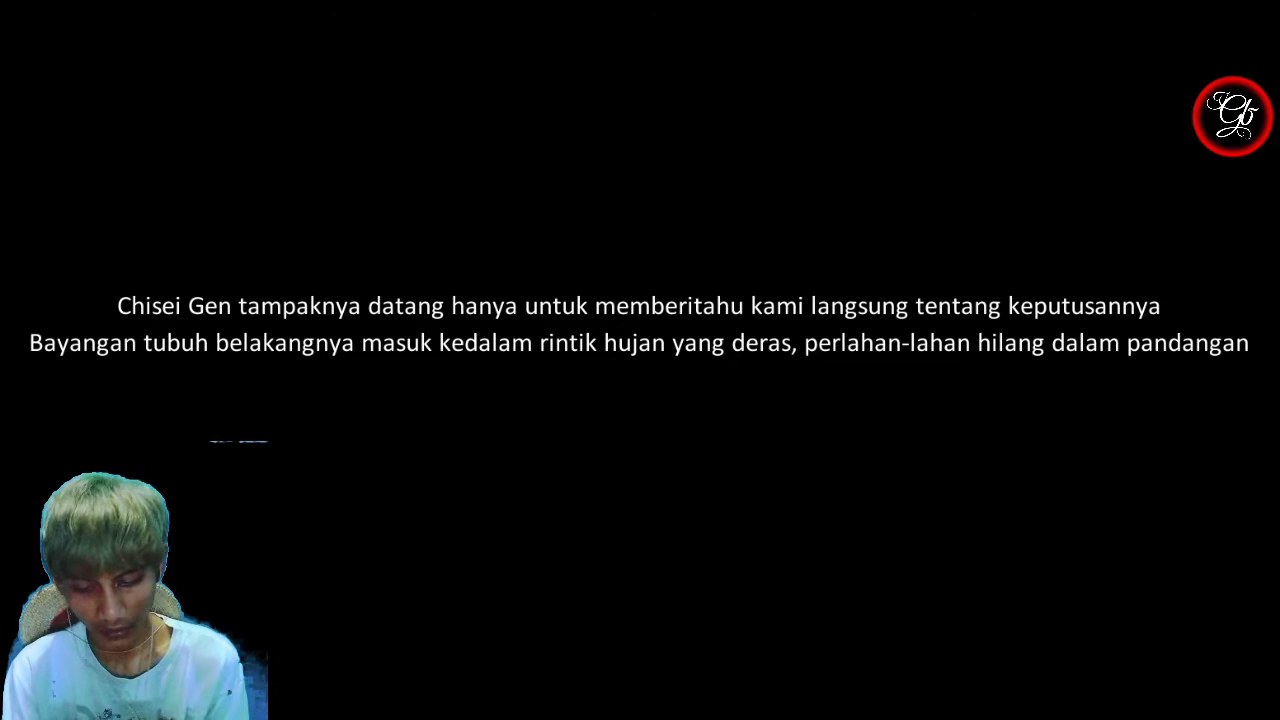 Gb
Chisei Gen tampaknya datang hanya untuk memberitahu kami langsung tentang keputusannya
Bayangan tubuh belakangnya masuk kedalam rintik hujan yang deras, perlahan-lahan hilang dalam pandangan